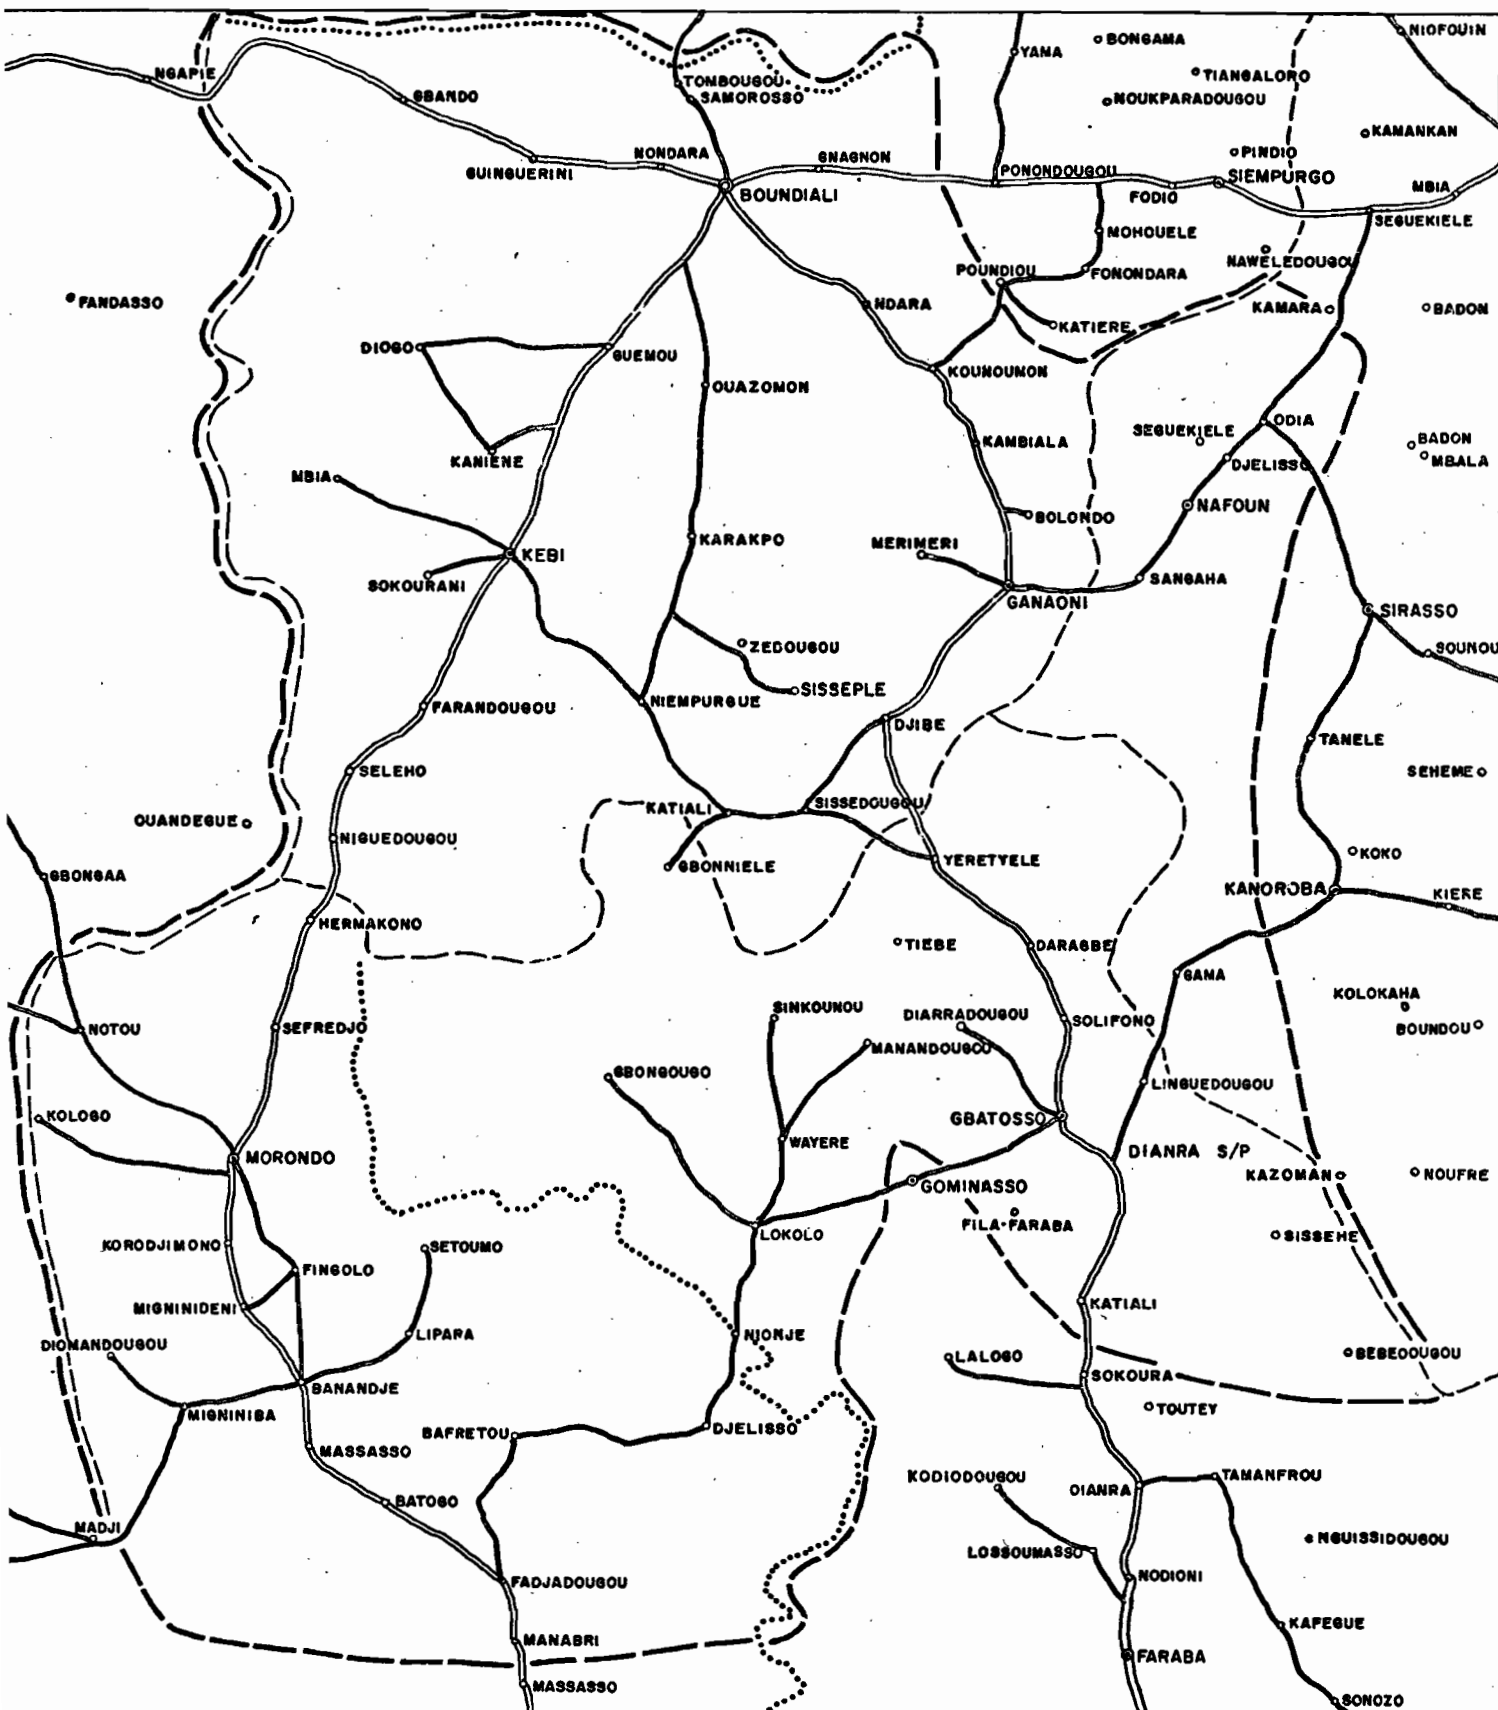 NIOFOUIN
YAMA
BONGAMA
NGAPIE
TIANGALORO
TOMBOUGOU
GBANDO
SAMOROSSO
NOUKPARADOUGOU
KAMANKAN
NONDARA
GNAGNON
PINDIO
GUINGUERINI
PONONDOUGOU
SIEMPURGO
MBIA
BOUNDIALI
FODIO
SEGUEKIELE
MOHOUELE
NAWELEDOUGOU
POUNDIOU
FONONDARA
FANDASSO
NDARA
KAMARA
BADON
KATIERE
DIOGO
GUEMOU
KOUNOUMON
OUAZOMON
ODIA
SEGUEKIELE
KAMBIALA
BADON
KANIENE
DJELISSO
MBALA
MBIA
NAFOUN
BOLONDO
KARAKPO
MERIMERI
KEBI
SANGAHA
SOKOURANI
GANAONI
SIRASSO
ZEDOUGOU
SOUNOU
SISSEPLE
NIEMPURGUE
FARANDOUGOU
DJIBE
TANELE
SELEHO
SEHEME
KATIALI
SISSEDOUGOU
OUANDEGUE
NIGUEDOUGOU
KOKO
YERETYELE
GBONNIELE
GBONGAA
KANOROBA
KIERE
HERMAKONO
TIEBE
DARAGBE
GAMA
KOLOKAHA
SINKOUNOU
DIARRADOUGOU
SOLIFONO
BOUNDOU
NOTOU
SEFREDJO
MANANDOUGOU
GBONGOUGO
LINGUEDOUGOU
KOLOGO
GBATOSSO
WAYERE
DIANRA S/P
MORONDO
KAZOMAN
NOUFRE
GOMINASSO
FILA-FARABA
LOKOLO
SISSEHE
KORODJIMONO
SETOUMO
FINGOLO
MIGNINIDENI
KATIALI
NIONJE
LIPARA
DIOMANDOUGOU
LALOGO
BEBEDOUGOU
BANANDJE
SOKOURA
MIGNINIBA
TOUTEY
BAFRETOU
DJELISSO
MASSASSO
KODIODOUGOU
TAMANFROU
DIANRA
BATOGO
MADJI
NGUISSIDOUGOU
LOSSOUMASSO
FADJADOUGOU
NODIONI
KAFEGUE
MANABRI
FARABA
MASSASSO
SONOZO